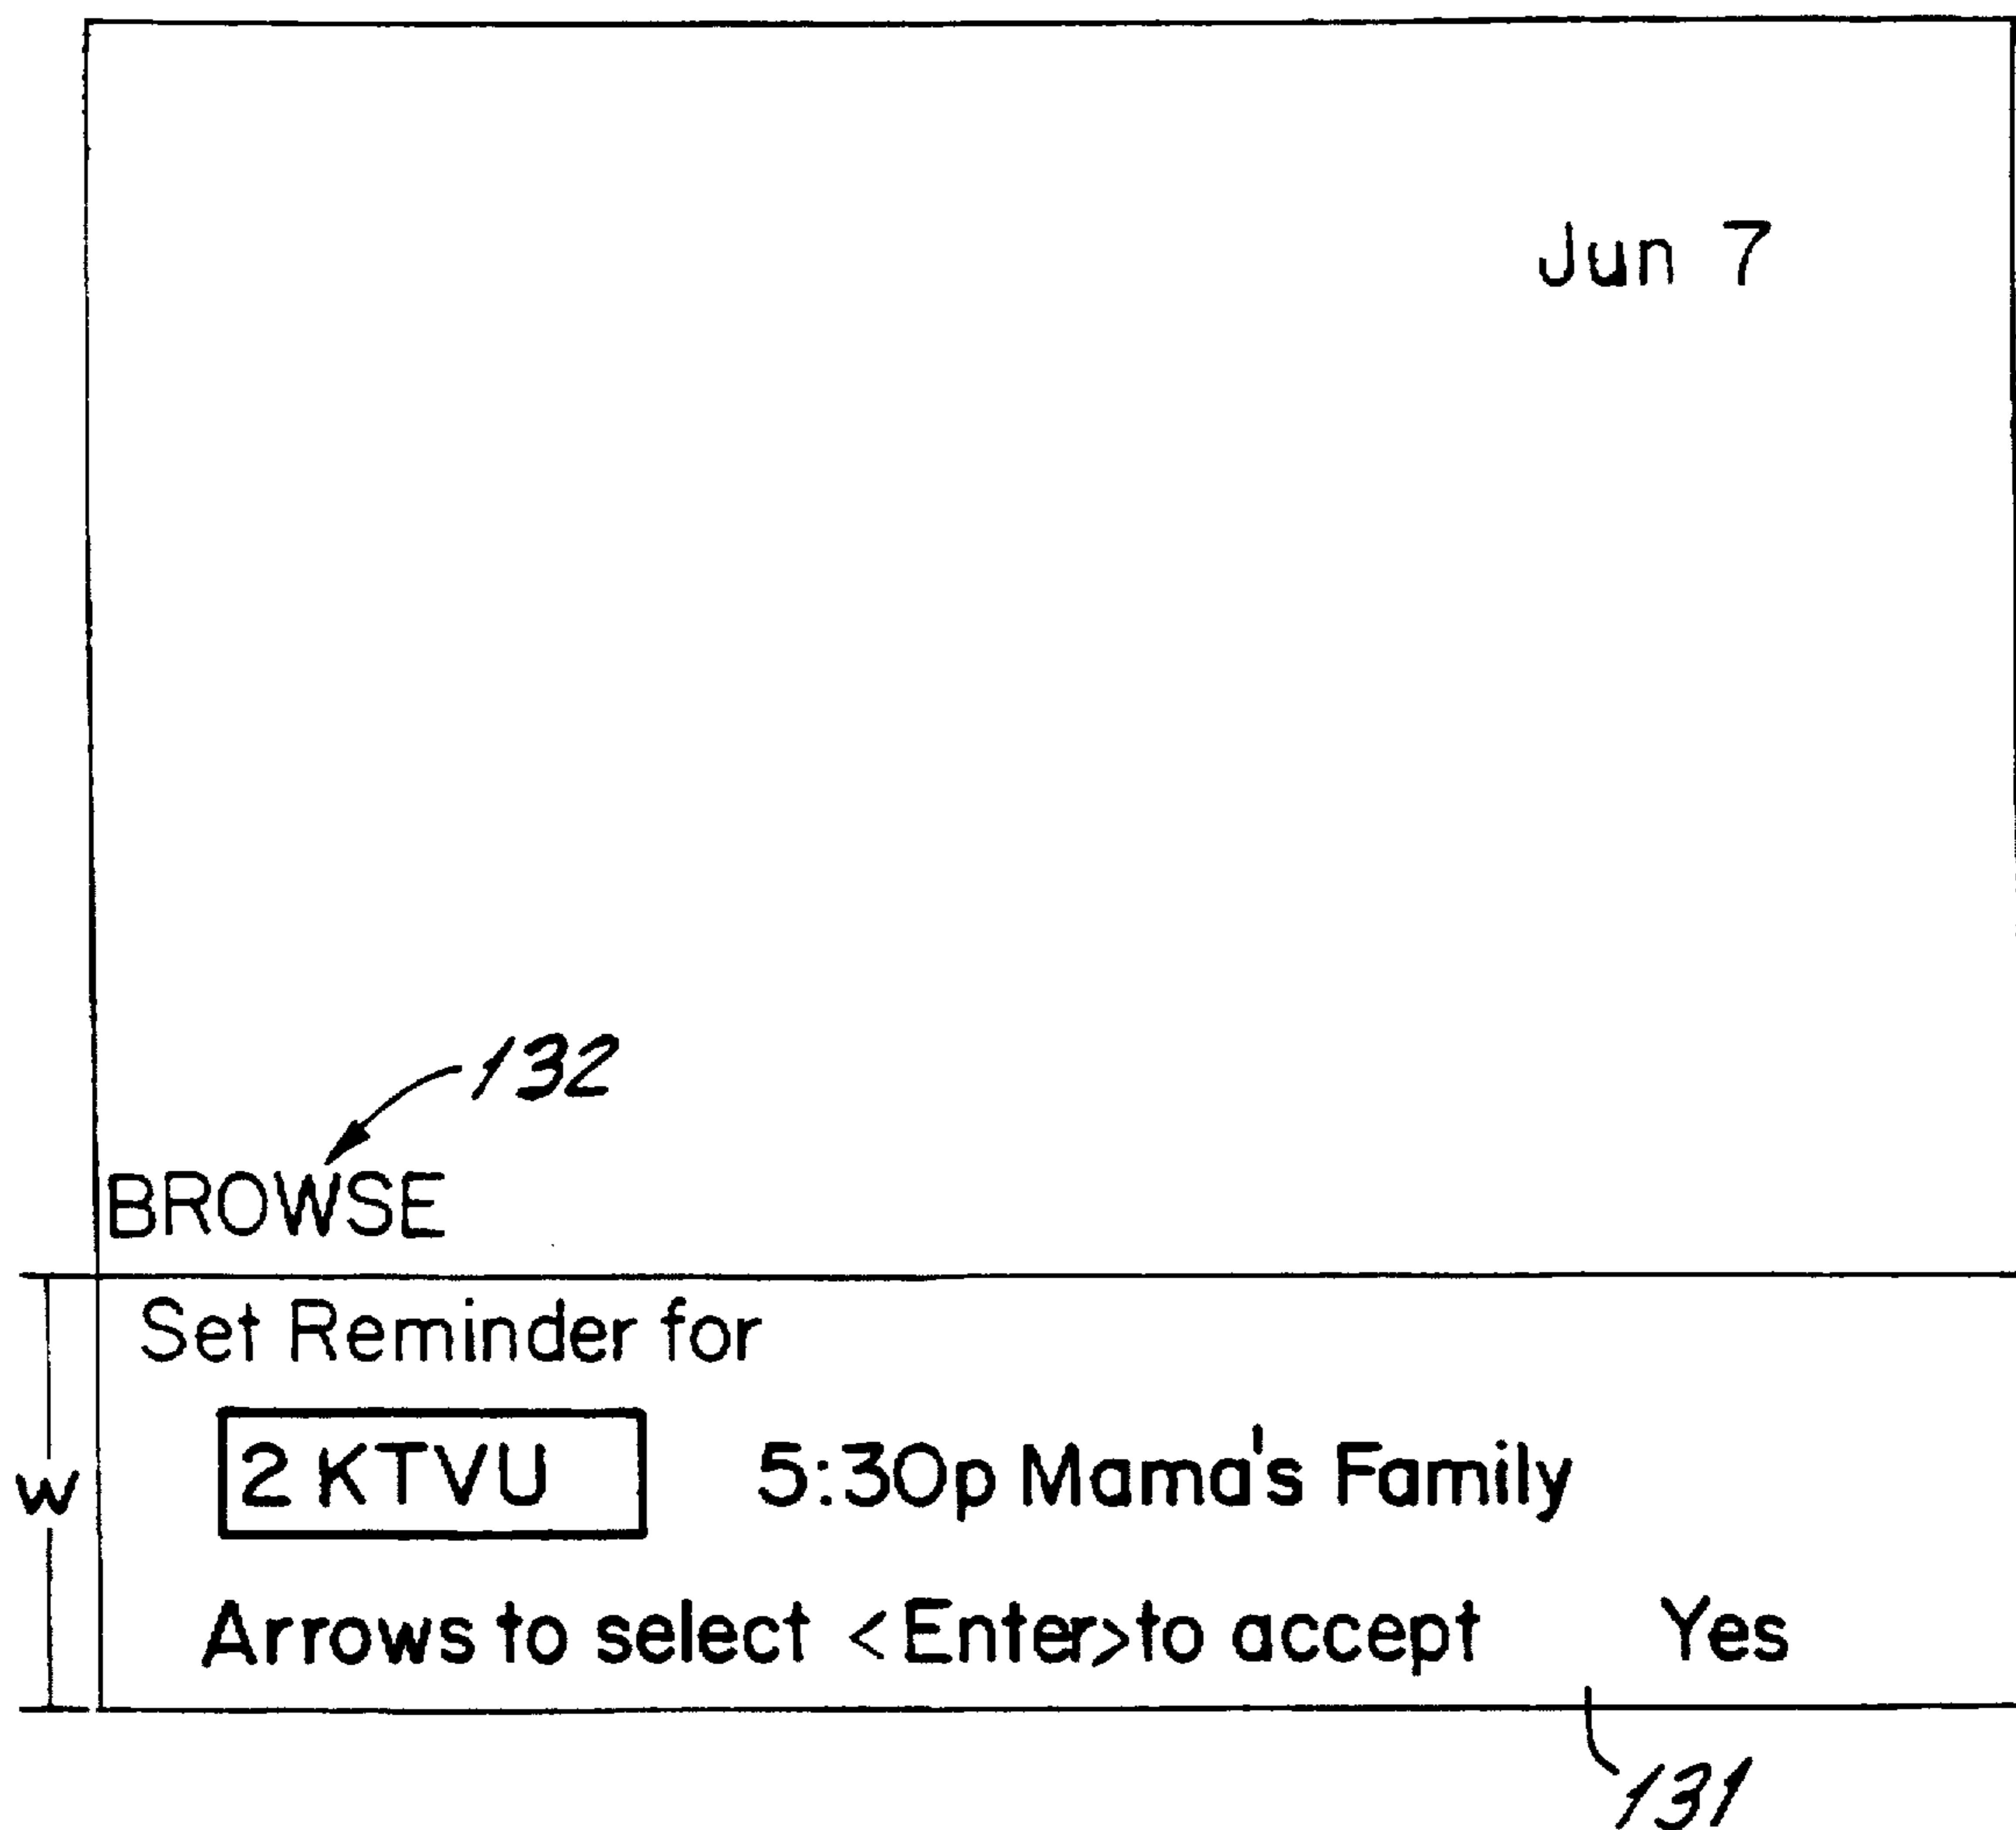 Jun 7
132
BROWSE
Set Reminder for
2 KTVU 5:30p Mama's Family
w
Arrows to select <Enter>to accept Yes
131